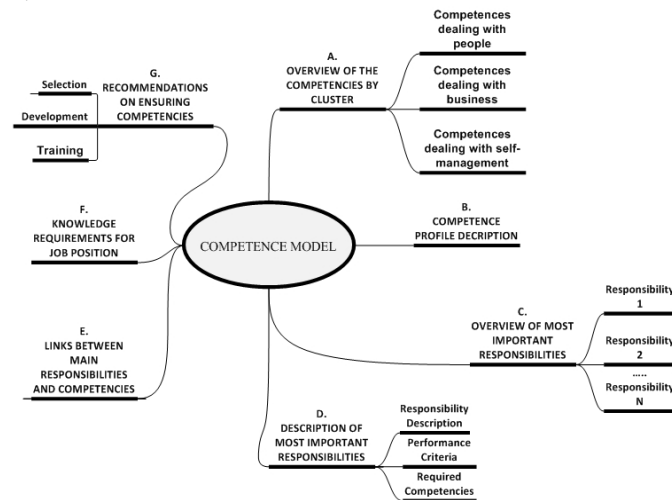 Competences
dealing with
people
A.
OVERVIEW OF THE
COMPETENCIES BY
CLUSTER
Competences
dealing with
business
Competences
dealing with self-
management
G.
RECOMMENDATIONS
ON ENSURING
COMPETENCIES
Selection
Development
Training
B.
COMPETENCE
PROFILE DECRIPTION
F.
KNOWLEDGE
REQUIREMENTS FOR
JOB POSITION
COMPETENCE MODEL
C.
OVERVIEW OF MOST
IMPORTANT
RESPONSIBILITIES
Responsibility
1
Responsibility
2
.....
Responsibility
N
E.
LINKS BETWEEN
MAIN
RESPONSIBILITIES
AND COMPETENCIES
D.
DESCRIPTION OF
MOST IMPORTANT
RESPONSIBILITIES
Responsibility
Description
Performance
Criteria
Required
Competencies